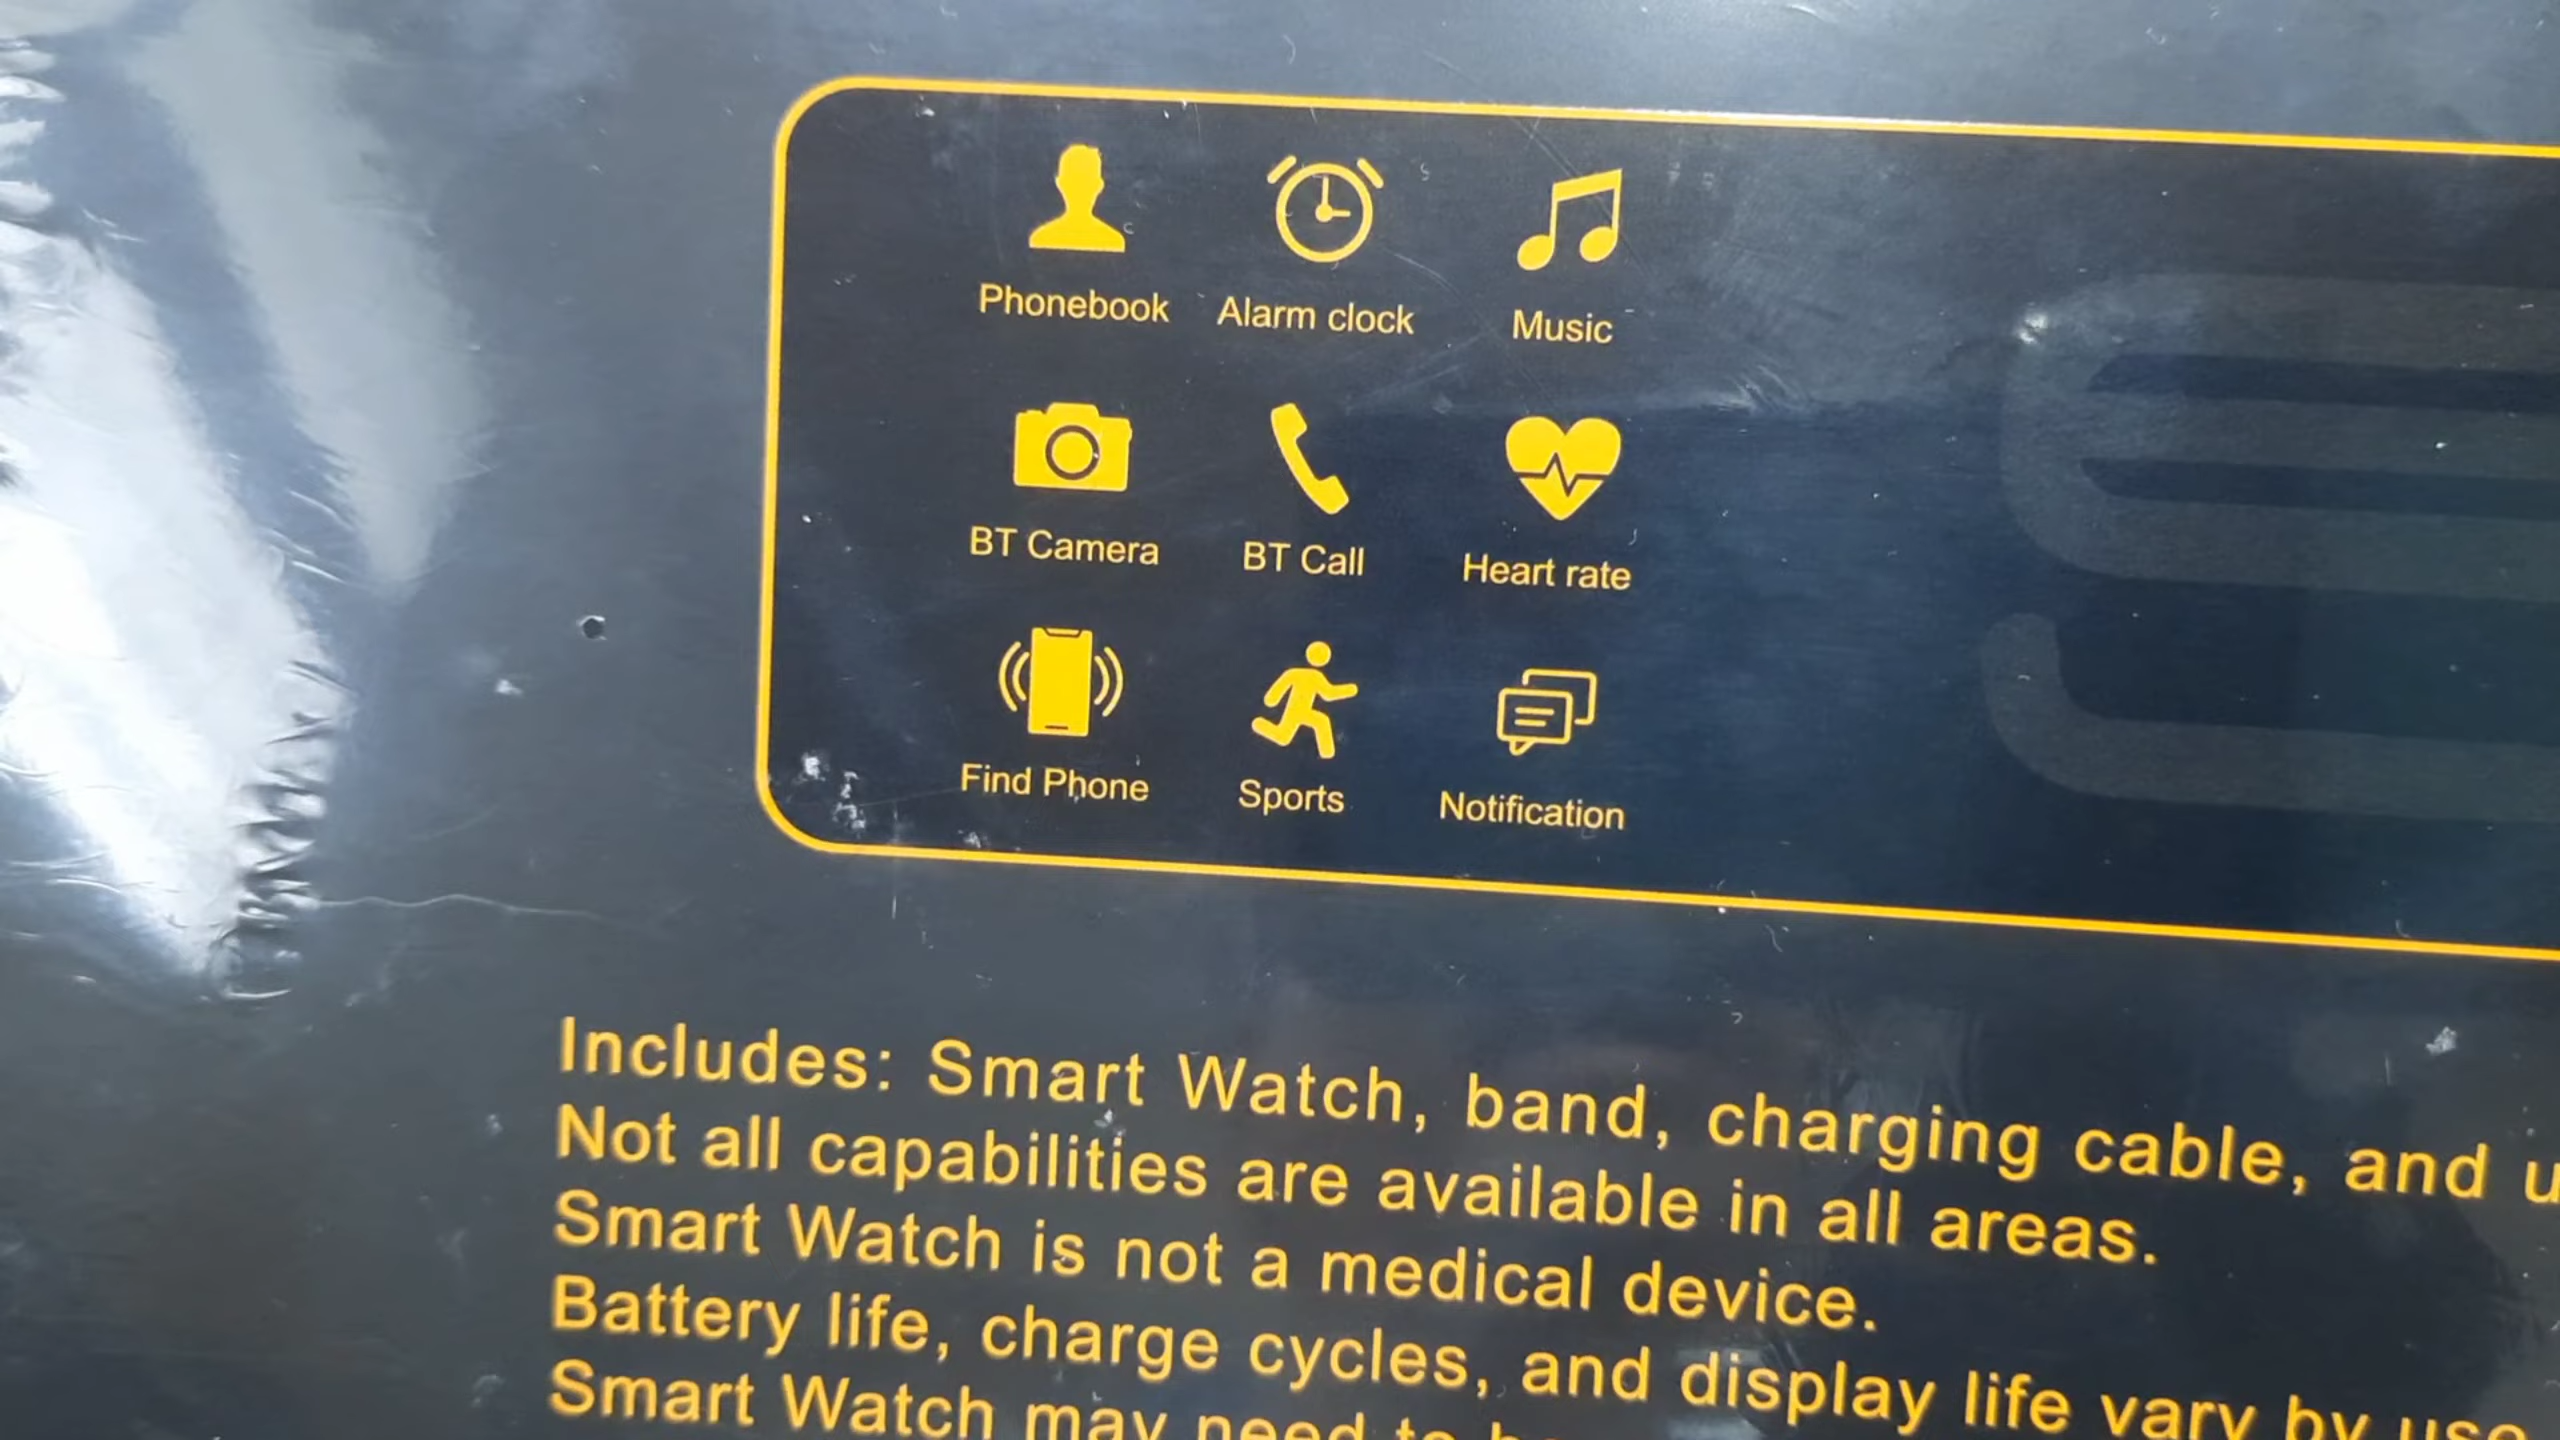 Phonebook Alarm clock Music
BT Camera BT Call Heart rate
Find Phone Sports Notification
Includes: Smart Watch, band, charging cable, and
Not all capabilities are available in all areas.
Smart Watch is not a medical device.
Battery life, charge cycles, and display life vary by use
Smart Watch may need to